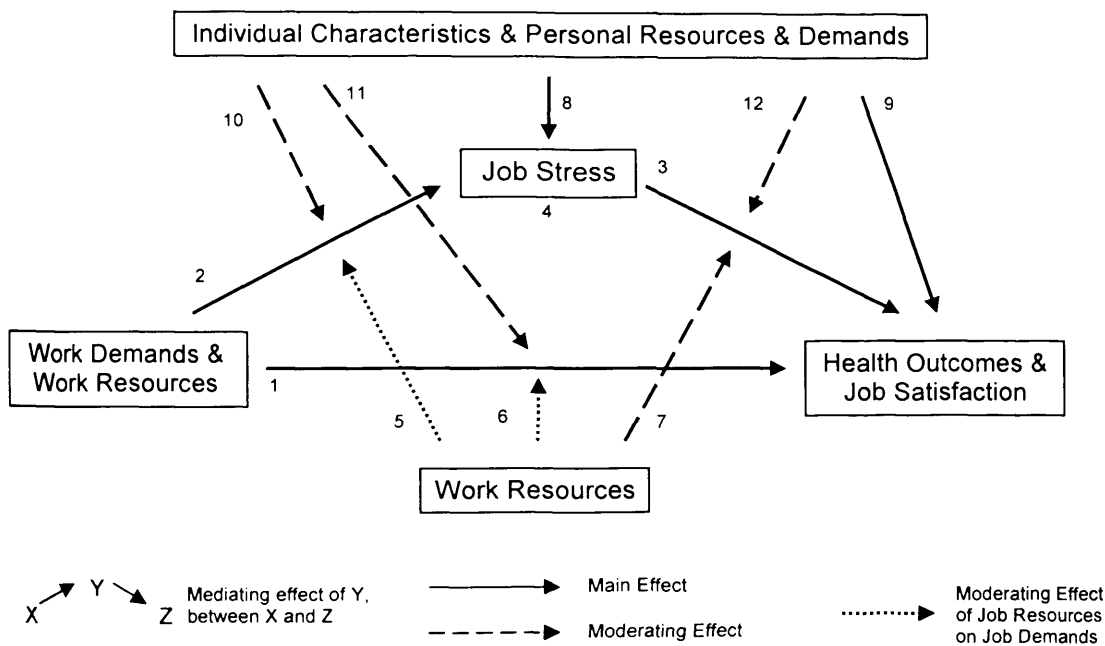 Individual Characteristics & Personal Resources & Demands
10
11
8
12
9
Job Stress
3
4
2
Work Demands &
Work Resources
1
Health Outcomes &
Job Satisfaction
5
6
7
Work Resources
X
Y
Z
Mediating effect of Y,
between X and Z
Main Effect
Moderating Effect
Moderating Effect
of Job Resources
on Job Demands